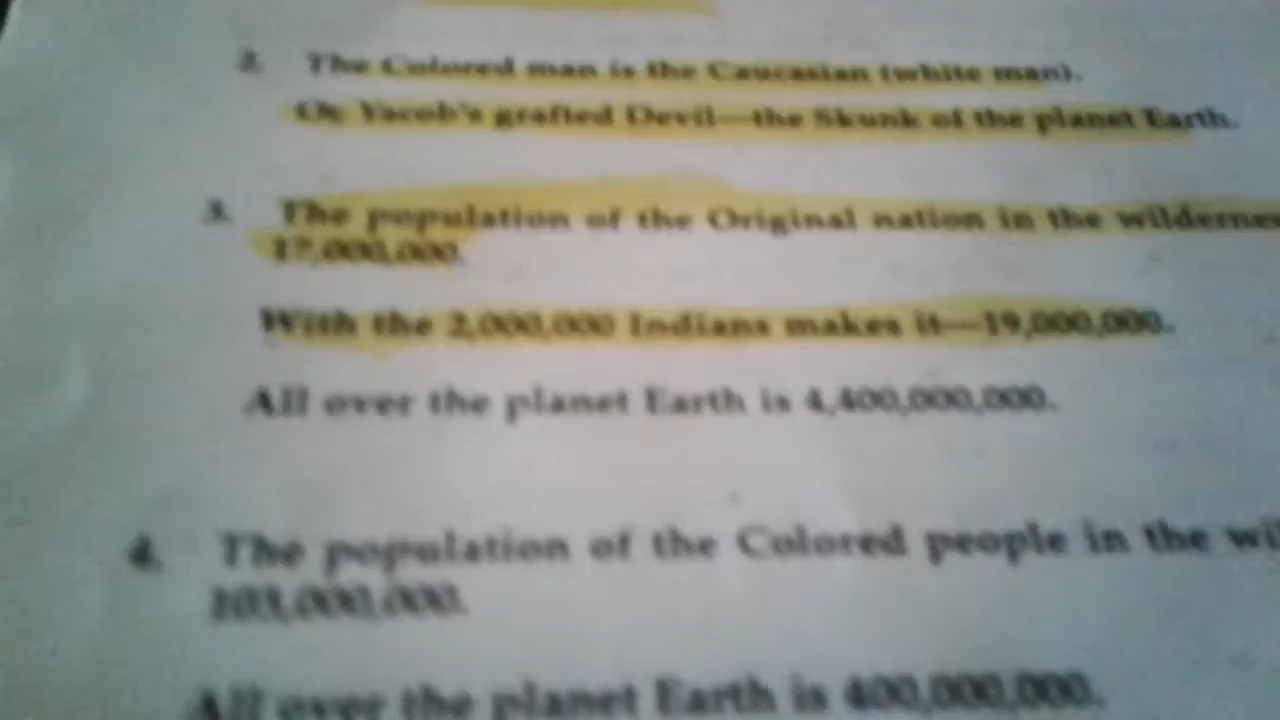 2. The Colored man is the Caucasian (white man).
Or, Yacob's grafted Devil—the Skunk of the planet Earth.
3. The population of the Original nation in the
17,000,000.
With the 2,000,000 Indians makes it—19,000,000.
All over the planet Earth is 4,400,000,000.
4. The population of the Colored people in the
103,000,000.
All over the planet Earth is 400,000,000.